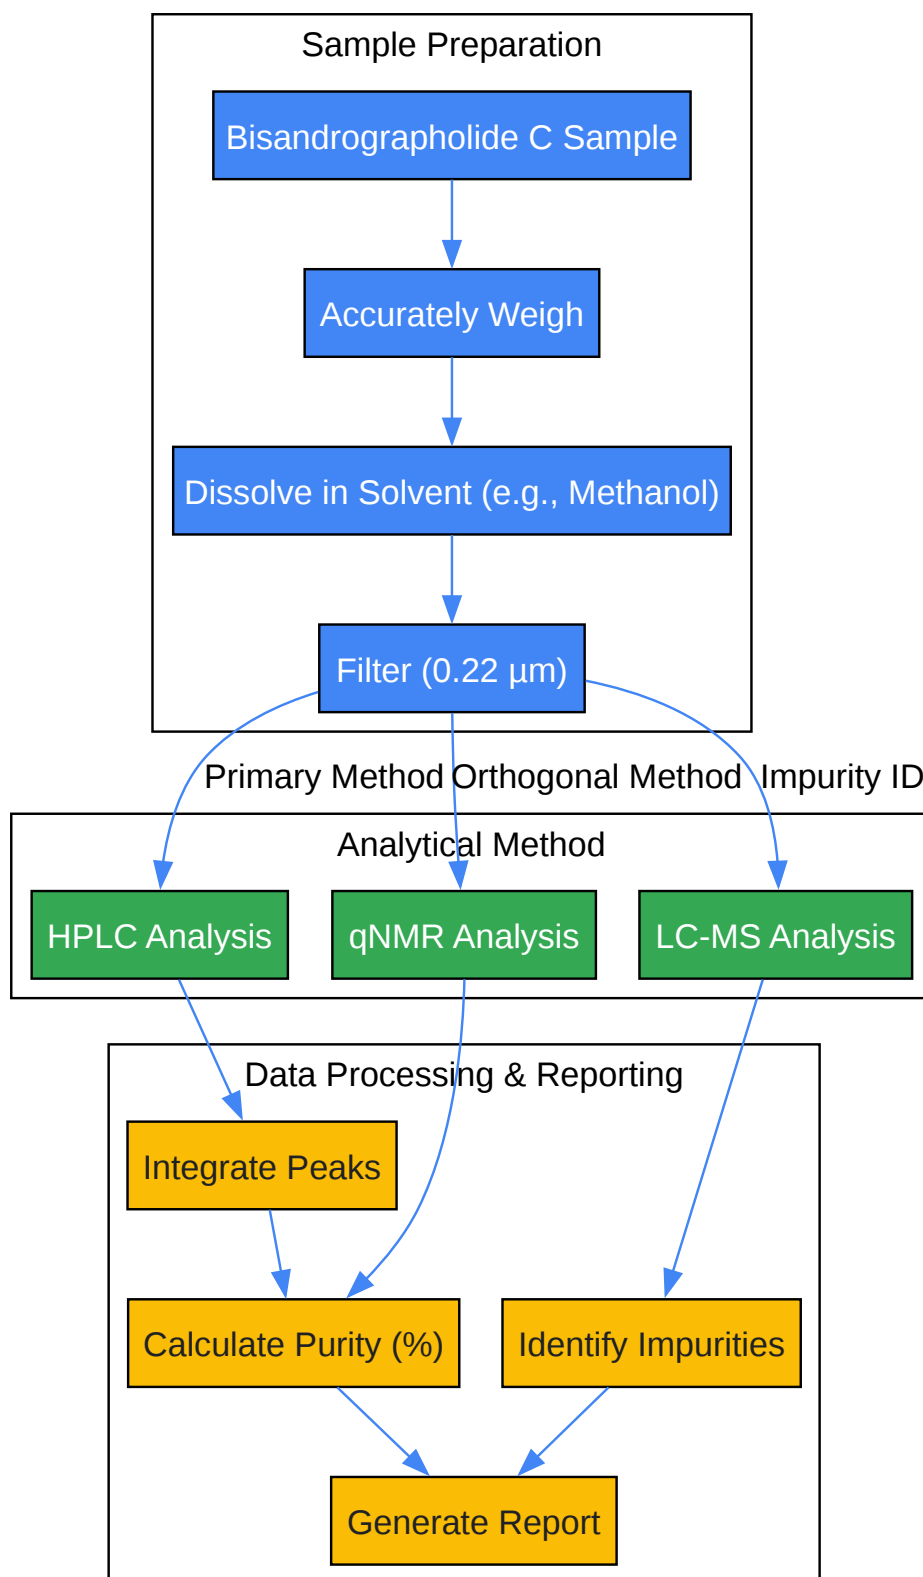 Sample Preparation
Bisandrographolide C Sample
Accurately Weigh
Dissolve in Solvent (e.g., Methanol)
Filter (0.22 µm)
Primary Method
Orthogonal Method
Impurity ID
Analytical Method
HPLC Analysis
qNMR Analysis
LC-MS Analysis
Data Processing & Reporting
Integrate Peaks
Calculate Purity (%)
Identify Impurities
Generate Report